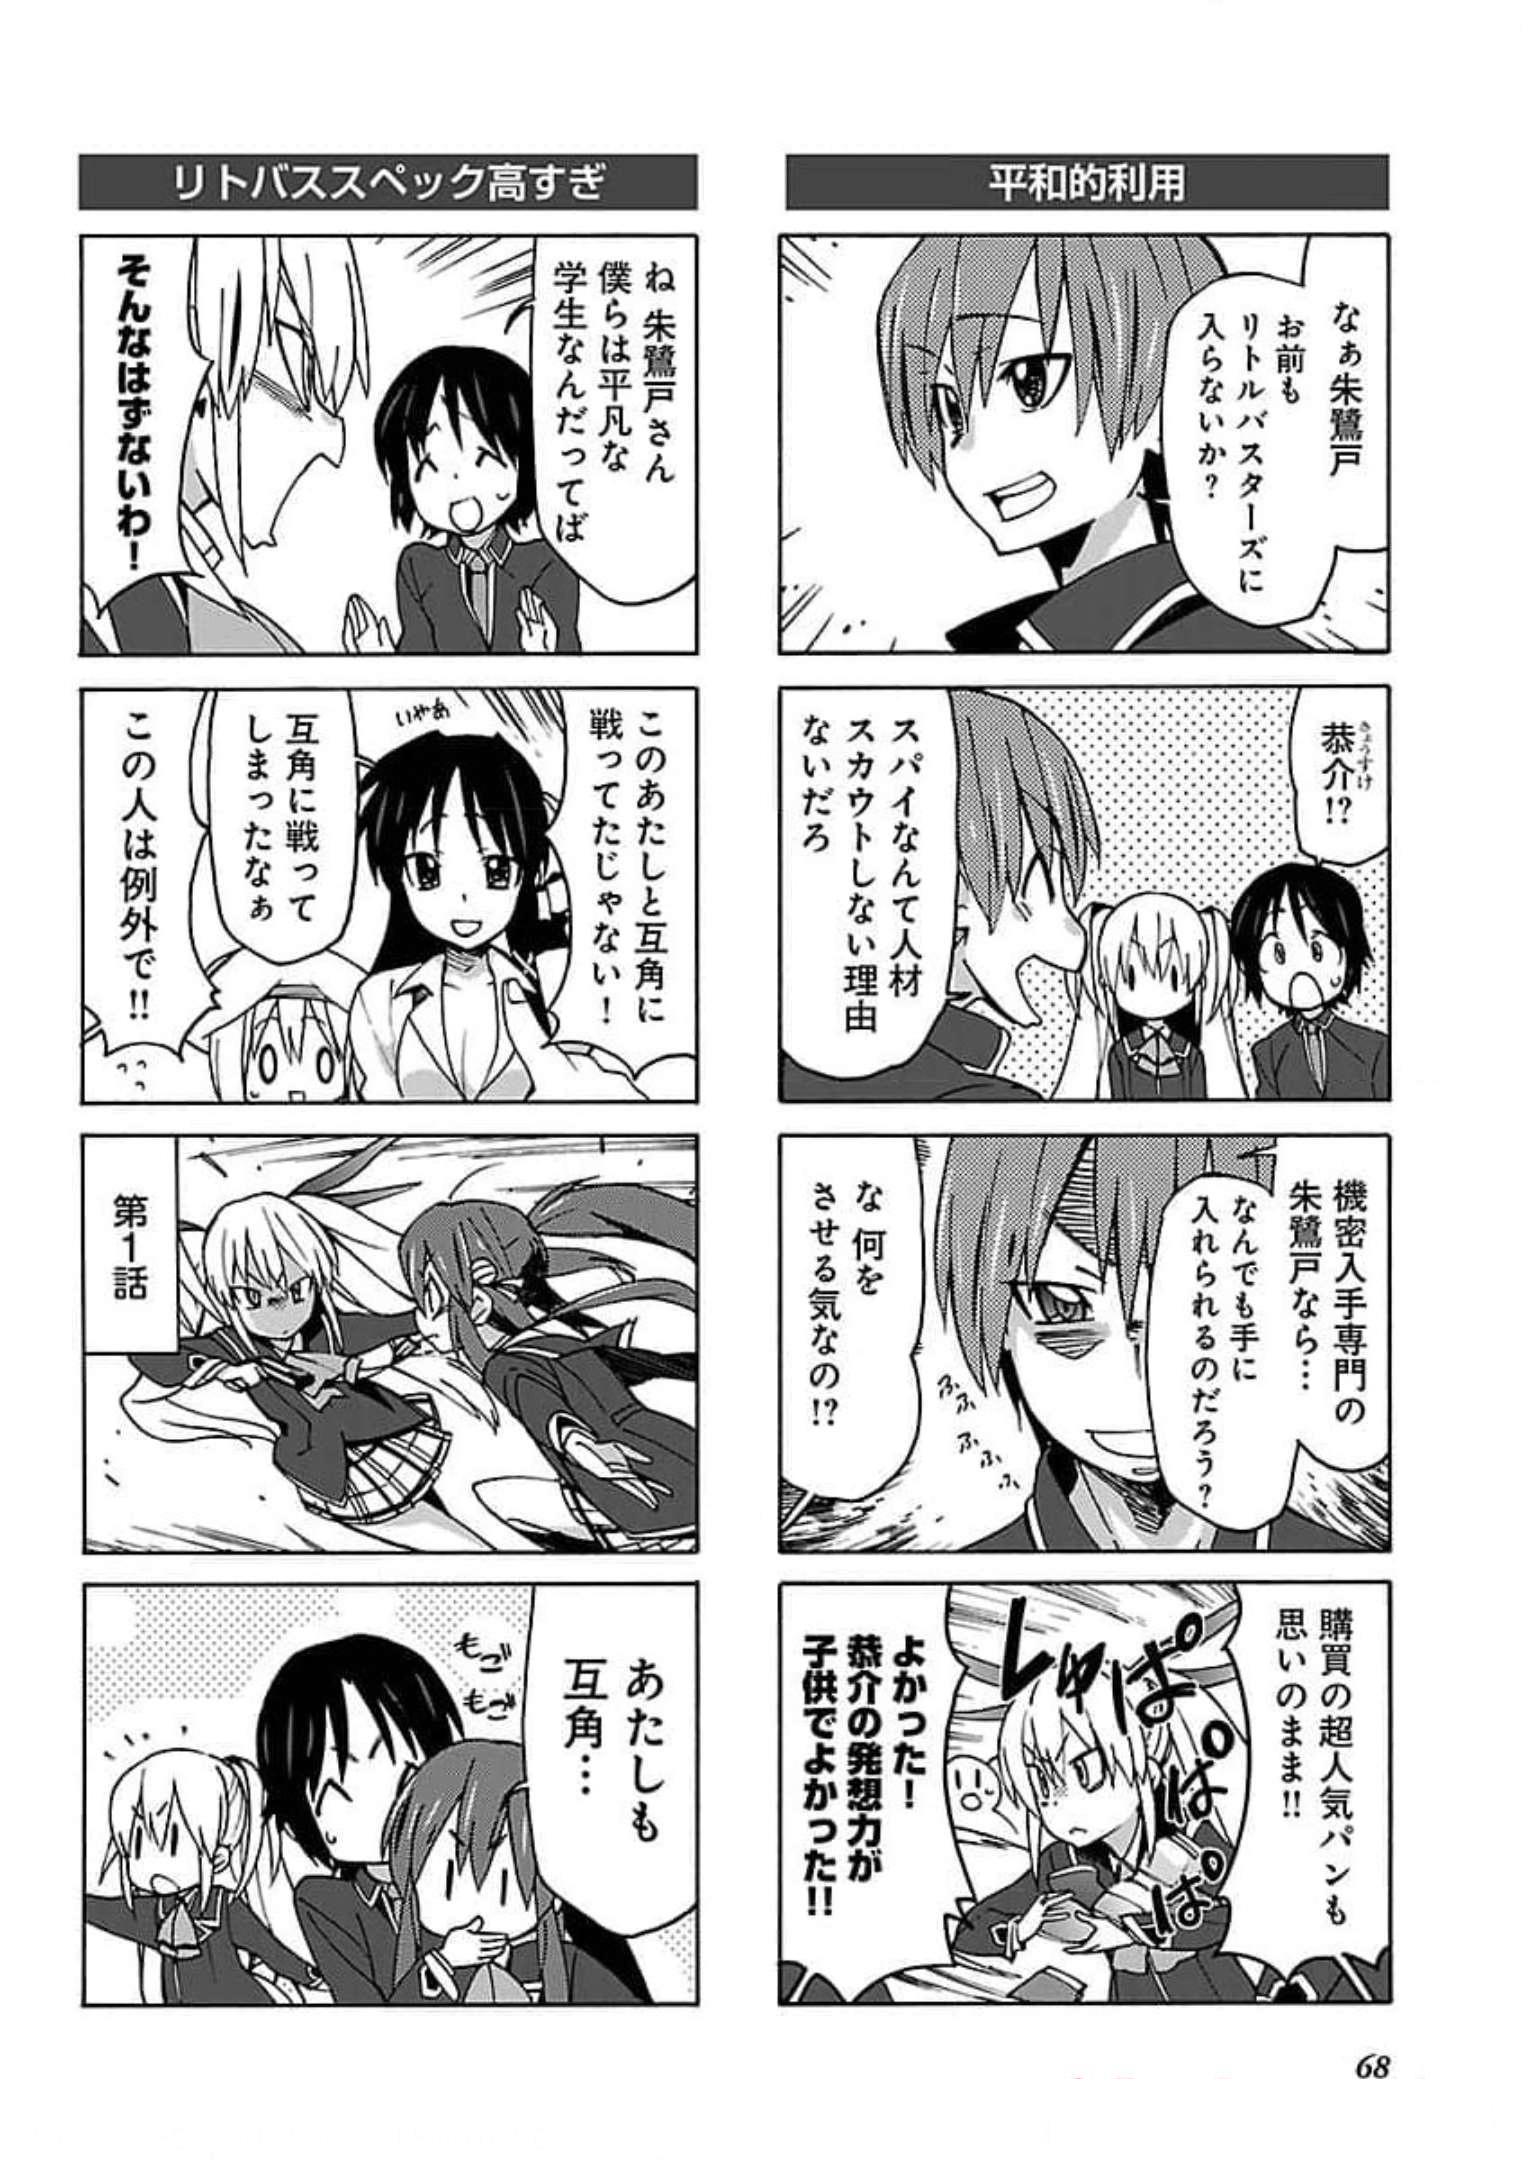 平和的利用
なぁ朱鷺戸
お前も
リトルバスターズに
入らないか？
恭介!?
きょうすけ
スパイなんて人材
スカウトしない理由
ないだろ
機密入手専門の
朱鷺戸なら…
なんでも手に
入れられるのだろう？
ふふ
ふふ
ふふ
な 何を
させる気なの!?
購買の超人気パンも
思いのまま!!
しゅぱぱぱ
よかった！
恭介の発想力が
子供でよかった!!
リトバススペック高すぎ
ね 朱鷺戸さん
僕らは平凡な
学生なんだってば
そんなはずないわ！
このあたしと互角に
戦ってたじゃない！
いやあ
互角に戦って
しまったなぁ
この人は例外で!!
第1話
あたしも
互角…
もご
もご
68